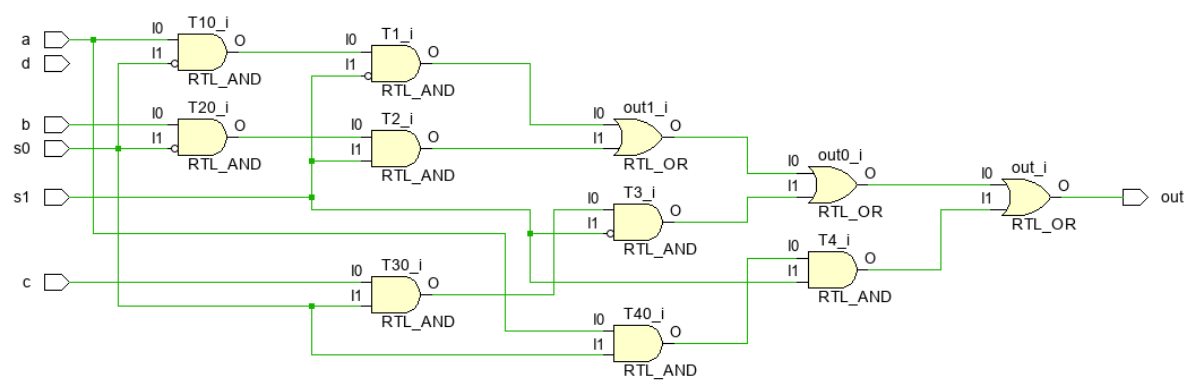 T10_i
a I0 O
d I1
RTL_AND
T1_i
I0 O
I1
RTL_AND
T20_i
b I0 O
s0 I1
RTL_AND
T2_i
I0 O
I1
RTL_AND
out1_i
I0 O
I1
RTL_OR
s1
out0_i
I0 O
I1
RTL_OR
out_i
I0 O out
I1
RTL_OR
T3_i
I0 O
I1
RTL_AND
T4_i
I0 O
I1
RTL_AND
T30_i
c I0 O
I1
RTL_AND
T40_i
I0 O
I1
RTL_AND